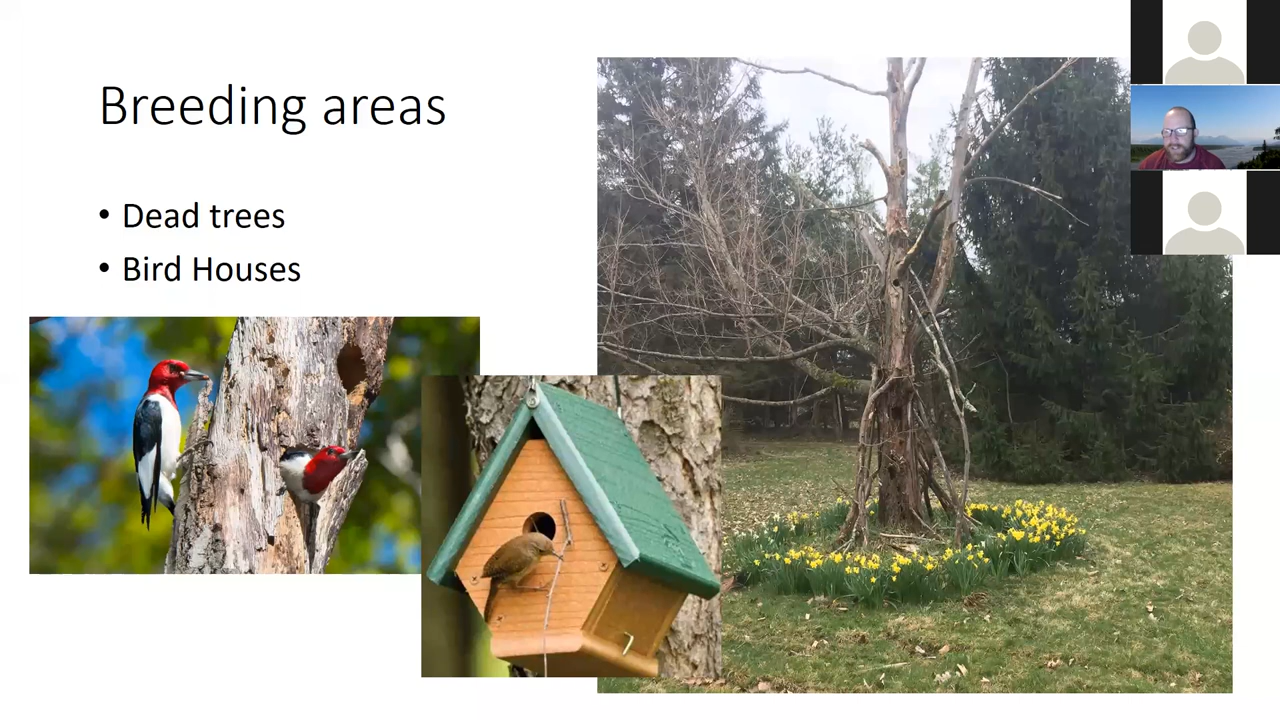 Breeding areas
• Dead trees
• Bird Houses